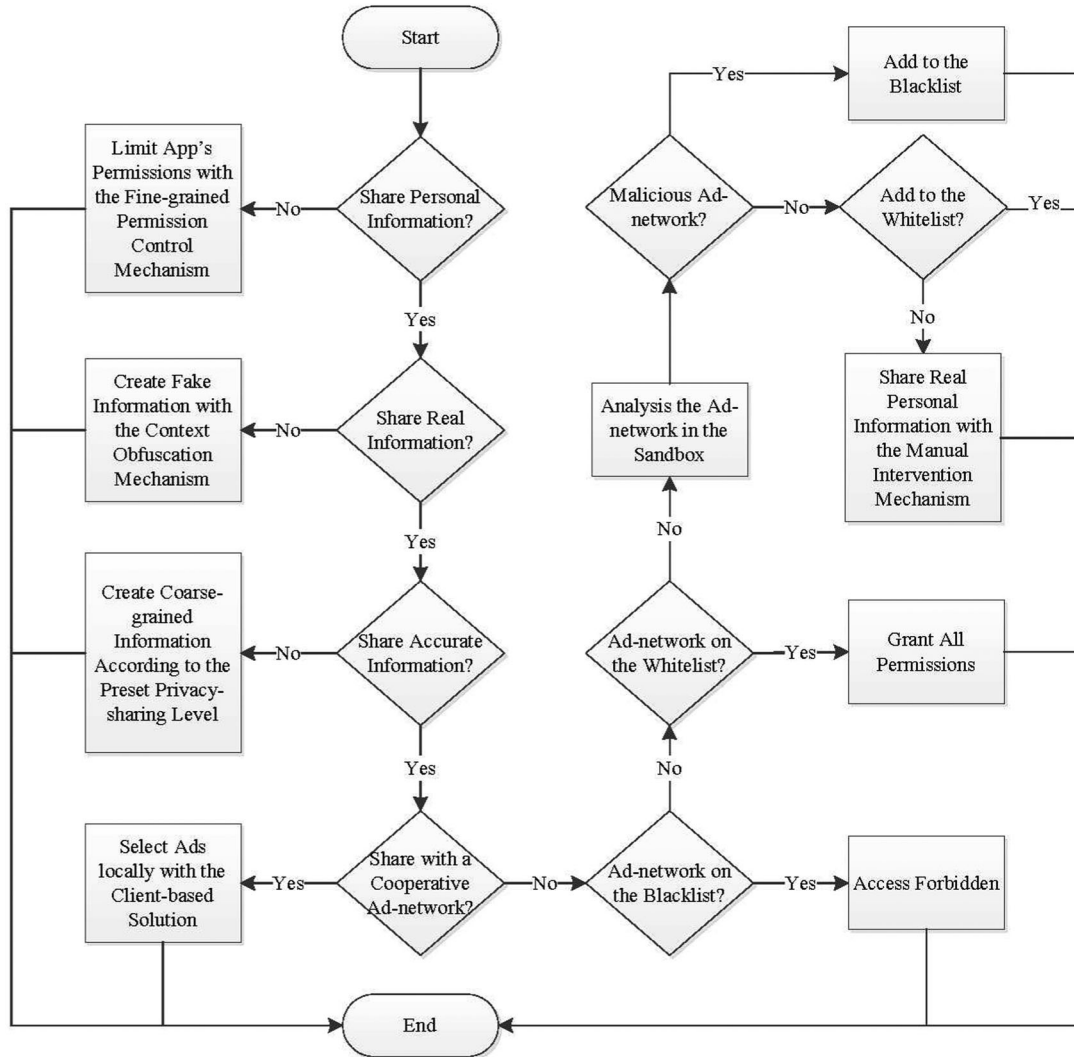 Start
Share Personal
Information?
No
Limit App's
Permissions with
the Fine-grained
Permission
Control
Mechanism
Yes
Share Real
Information?
No
Create Fake
Information with
the Context
Obfuscation
Mechanism
Yes
Share Accurate
Information?
No
Create Coarse-
grained
Information
According to the
Preset Privacy-
sharing Level
Yes
Share with a
Cooperative
Ad-network?
Yes
Select Ads
locally with the
Client-based
Solution
No
Ad-network on
the Blacklist?
Yes
Access Forbidden
No
Ad-network on
the Whitelist?
Yes
Grant All
Permissions
No
Analysis the Ad-
network in the
Sandbox
Malicious Ad-
network?
Yes
Add to the
Blacklist
No
Add to the
Whitelist?
Yes
No
Share Real
Personal
Information with
the Manual
Intervention
Mechanism
End